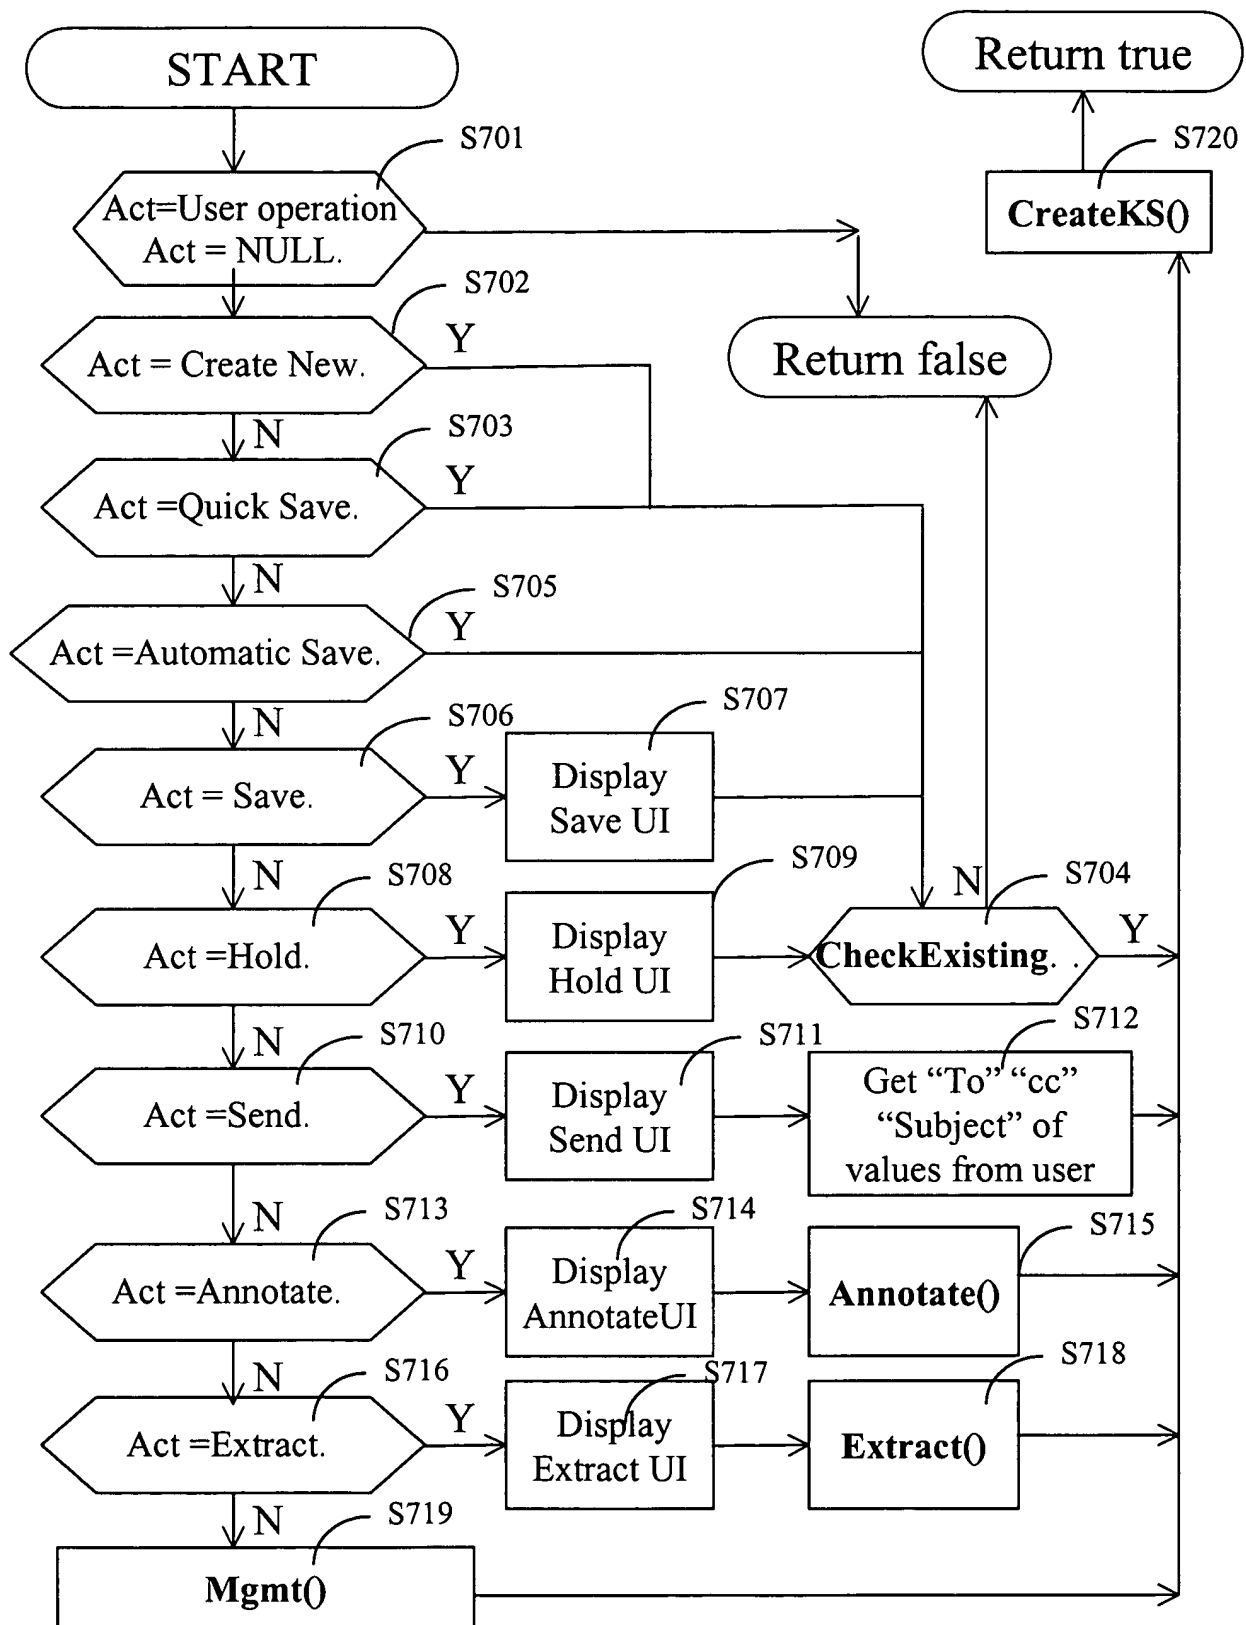 START
Return true
S701
S720
Act=User operation
Act = NULL.
CreateKS()
S702
Act = Create New.
Y
Return false
N
S703
Act =Quick Save.
Y
N
S705
Act =Automatic Save.
Y
N
S706
S707
Act = Save.
Y
Display
Save UI
N
S708
S709
N
S704
Act =Hold.
Y
Display
Hold UI
CheckExisting. .
Y
N
S710
S711
S712
Act =Send.
Y
Display
Send UI
Get “To” “cc”
“Subject” of
values from user
N
S713
S714
S715
Act =Annotate.
Y
Display
AnnotateUI
Annotate()
N
S716
S717
S718
Act =Extract.
Y
Display
Extract UI
Extract()
N
S719
Mgmt()